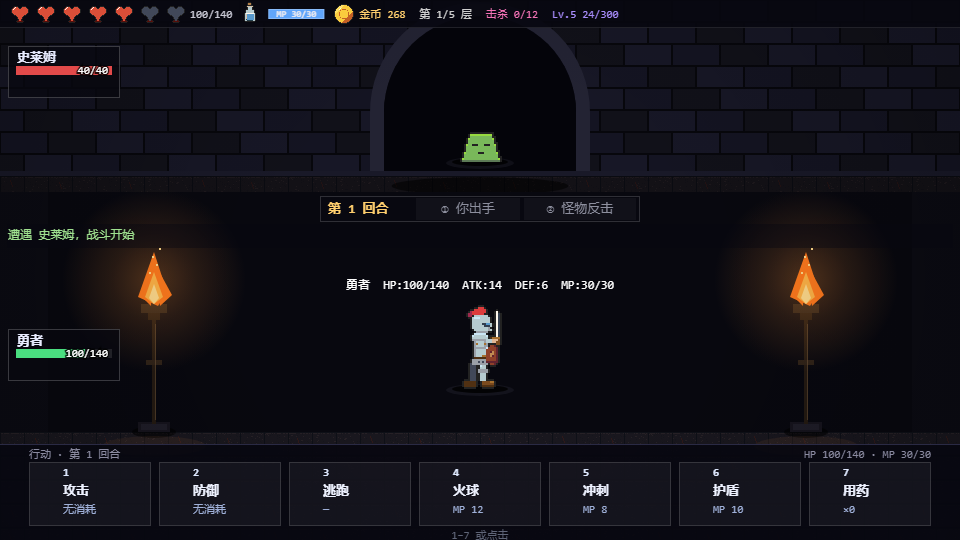 100/140 MP 30/30 金币 268 第 1/5 层 击杀 0/12 Lv.5 24/300
史莱姆
40/40
第 1 回合 ① 你出手 ② 怪物反击
遭遇 史莱姆，战斗开始
勇者 HP:100/140 ATK:14 DEF:6 MP:30/30
勇者
100/140
行动 · 第 1 回合 HP 100/140 · MP 30/30
1 2 3 4 5 6 7
攻击 防御 逃跑 火球 冲刺 护盾 用药
无消耗 无消耗 — MP 12 MP 8 MP 10 ×0
1-7 或点击